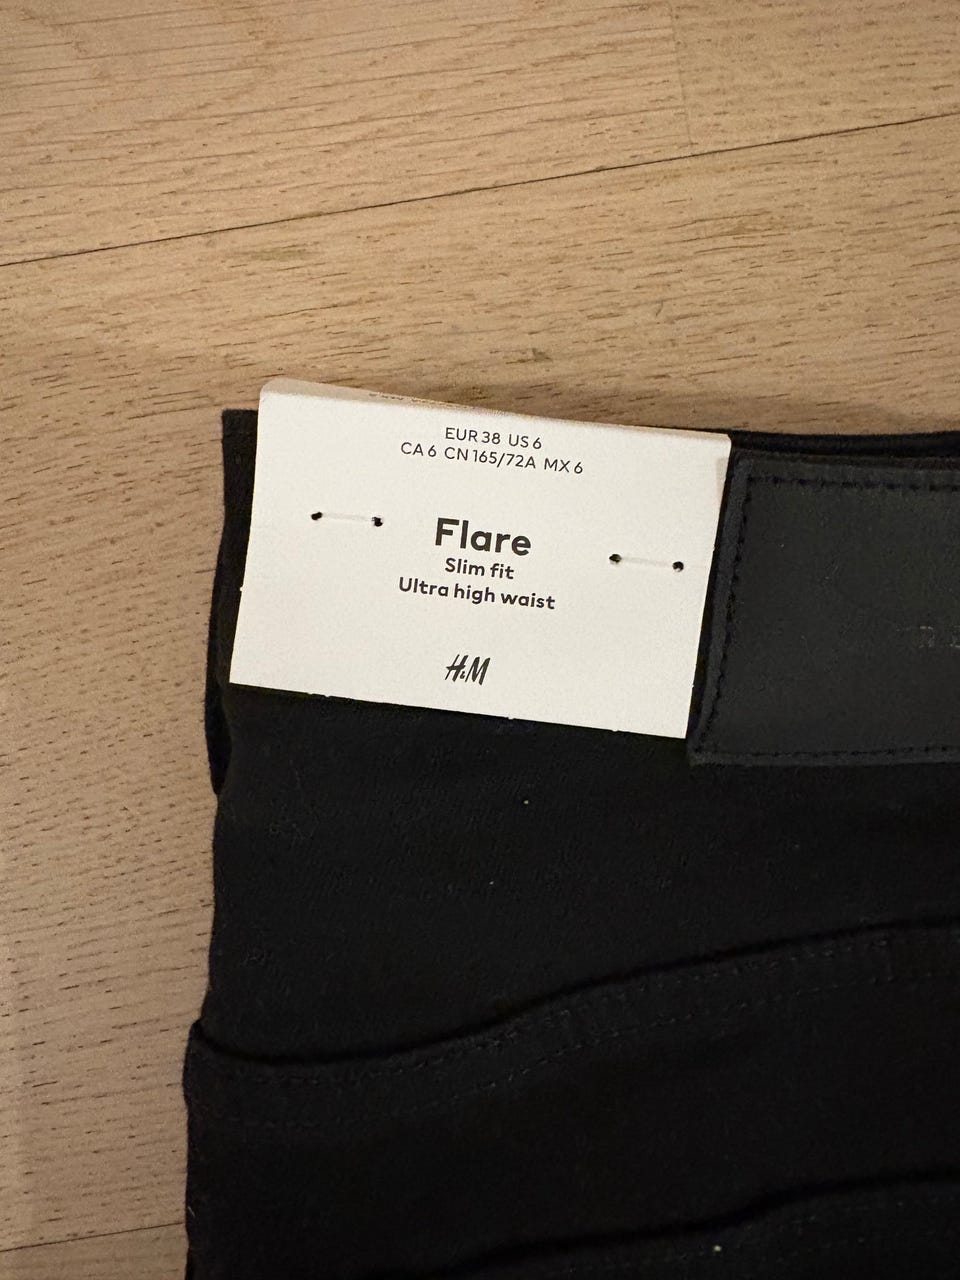 EUR 38 US 6
CA 6 CN 165/72A MX 6
Flare
Slim fit
Ultra high waist
H&M